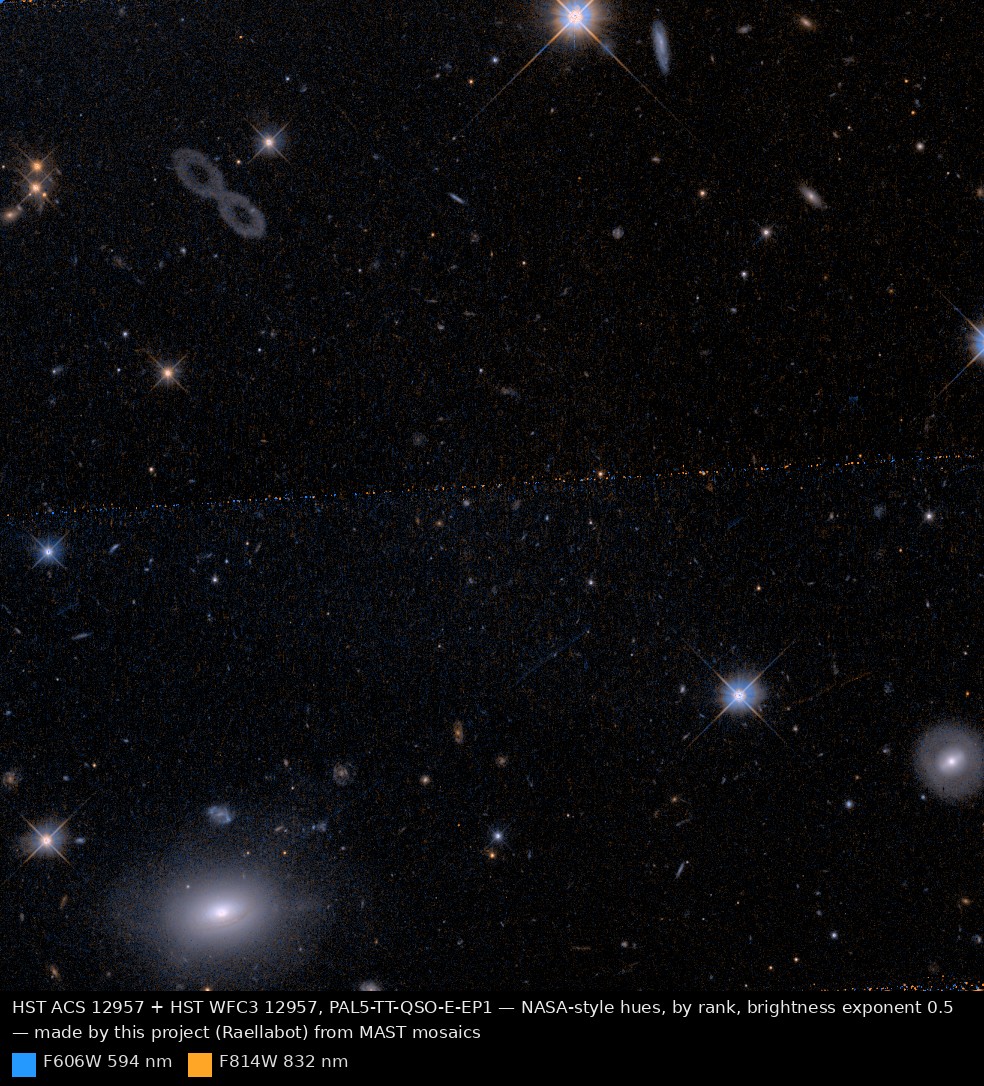 HST ACS 12957 + HST WFC3 12957, PAL5-TT-QSO-E-EP1 — NASA-style hues, by rank, brightness exponent 0.5
— made by this project (Raellabot) from MAST mosaics
F606W 594 nm F814W 832 nm